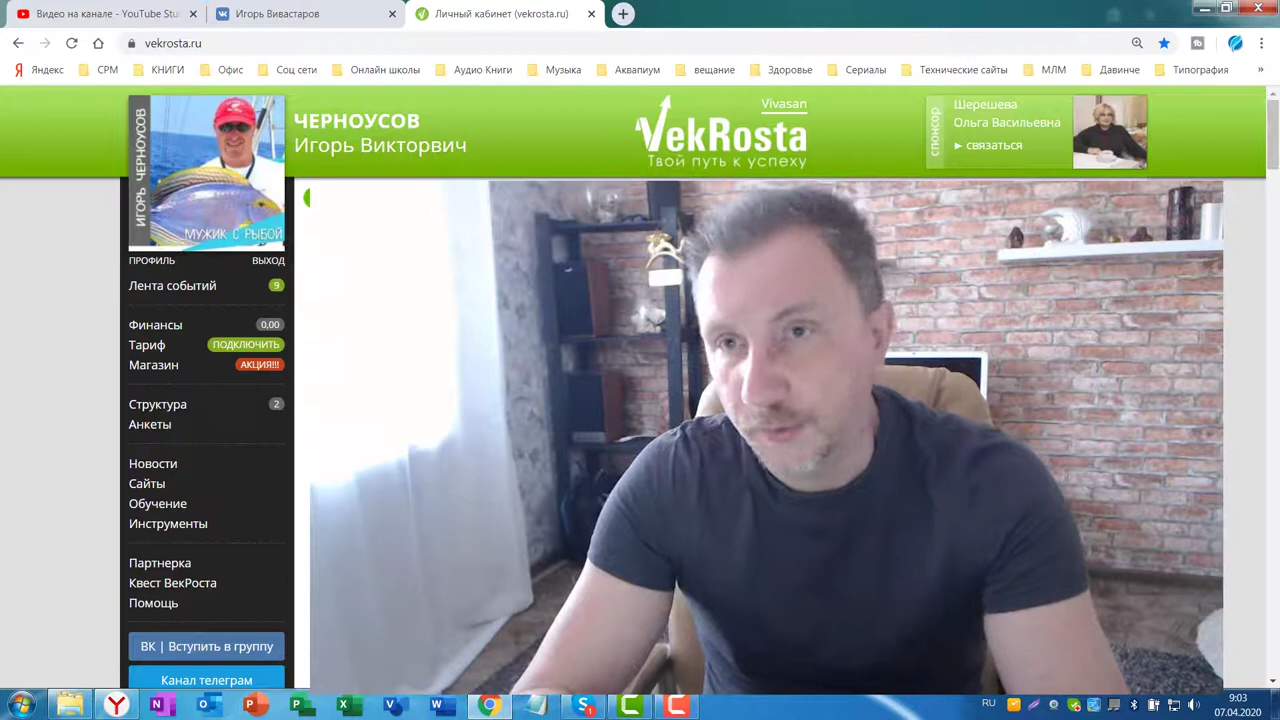 Видео на канале - YouTube Stu
Игорь Вивастаров
Личный кабинет (vekrosta.ru)
vekrosta.ru
Яндекс
СРМ
КНИГИ
Офис
Соц сети
Онлайн школы
Аудио Книги
Музыка
Аквапиум
вещание
Здоровье
Сериалы
Технические сайты
МЛМ
Давинче
Типография
»
ИГОРЬ ЧЕРНОУСОВ
МУЖИК С РЫБОЙ
ЧЕРНОУСОВ
Игорь Викторович
Vivasan
VekRosta
Твой путь к успеху
спонсор
Шерешева
Ольга Васильевна
► связаться
ПРОФИЛЬ
ВЫХОД
Лента событий 9
Финансы 0,00
Тариф ПОДКЛЮЧИТЬ
Магазин АКЦИЯ!!!
Структура 2
Анкеты
Новости
Сайты
Обучение
Инструменты
Партнерка
Квест ВекРоста
Помощь
ВК | Вступить в группу
Канал телеграм
RU
9:03
07.04.2020